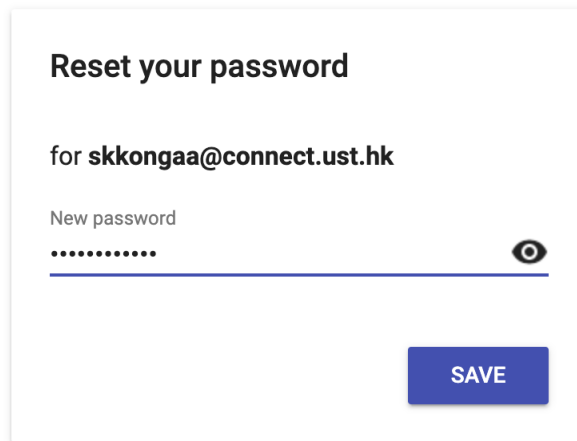 Reset your password
for skkongaa@connect.ust.hk
New password
••••••••••••
SAVE